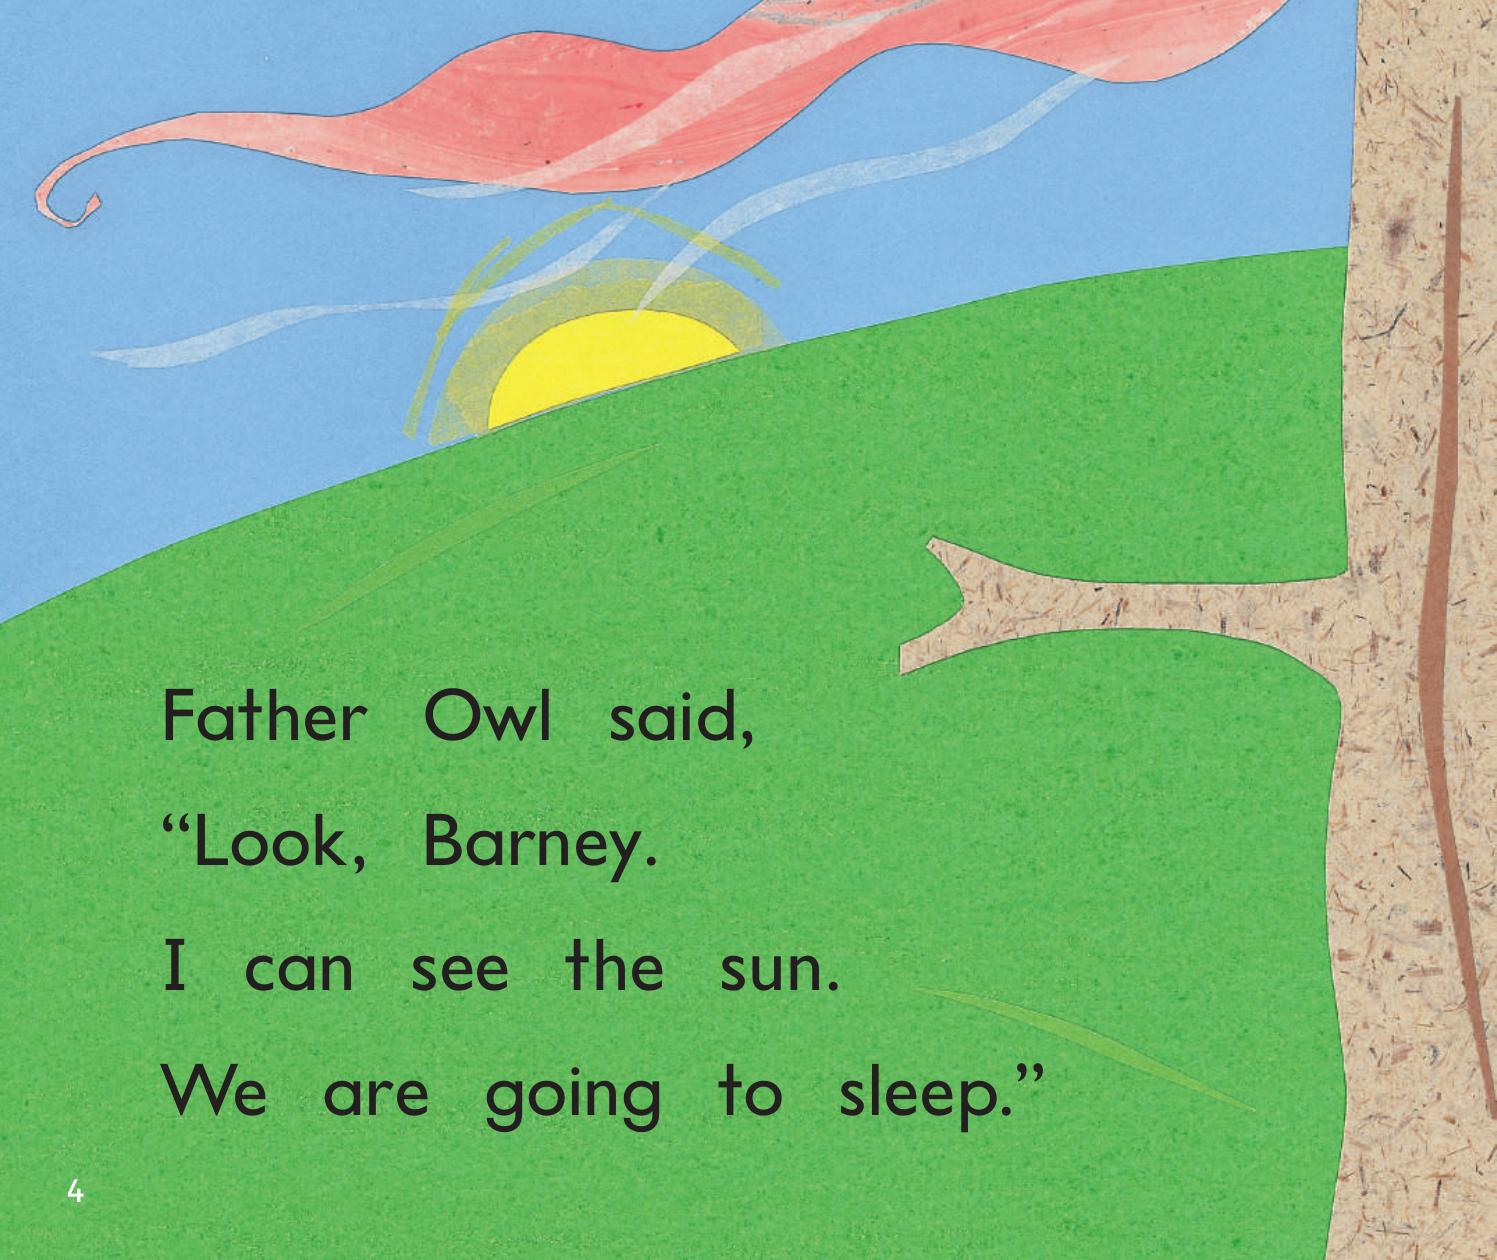 Father Owl said,
“Look, Barney.
I can see the sun.
We are going to sleep.”
4